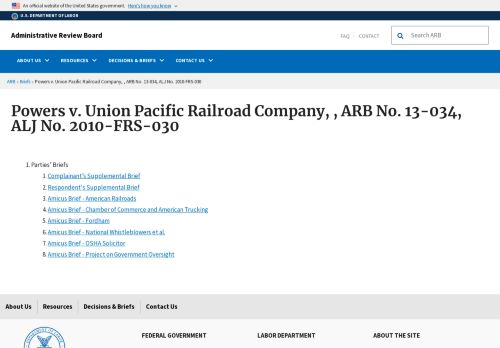 An official website of the United States government. Here's how you know
U.S. DEPARTMENT OF LABOR
Administrative Review Board
FAQ CONTACT
Search ARB
ABOUT US RESOURCES DECISIONS & BRIEFS CONTACT US
ARB › Briefs › Powers v. Union Pacific Railroad Company, , ARB No. 13-034, ALJ No. 2010-FRS-030
Powers v. Union Pacific Railroad Company, , ARB No. 13-034,
ALJ No. 2010-FRS-030
1. Parties' Briefs
1. Complainant's Supplemental Brief
2. Respondent's Supplemental Brief
3. Amicus Brief - American Railroads
4. Amicus Brief - Chamber of Commerce and American Trucking
5. Amicus Brief - Fordham
6. Amicus Brief - National Whistleblowers et al.
7. Amicus Brief - OSHA Solicitor
8. Amicus Brief - Project on Government Oversight
About Us Resources Decisions & Briefs Contact Us
FEDERAL GOVERNMENT LABOR DEPARTMENT ABOUT THE SITE